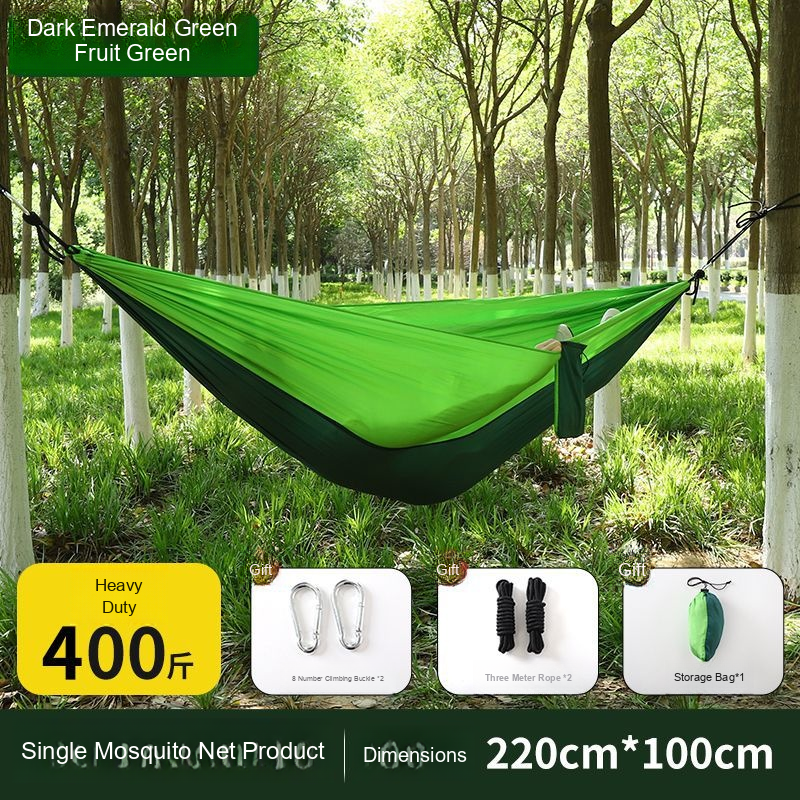 Dark Emerald Green
Fruit Green
Heavy
Duty
400斤
Gift
8 Number Climbing Buckle *2
Gift
Three Meter Rope *2
Gift
Storage Bag*1
Single Mosquito Net Product
Dimensions 220cm*100cm